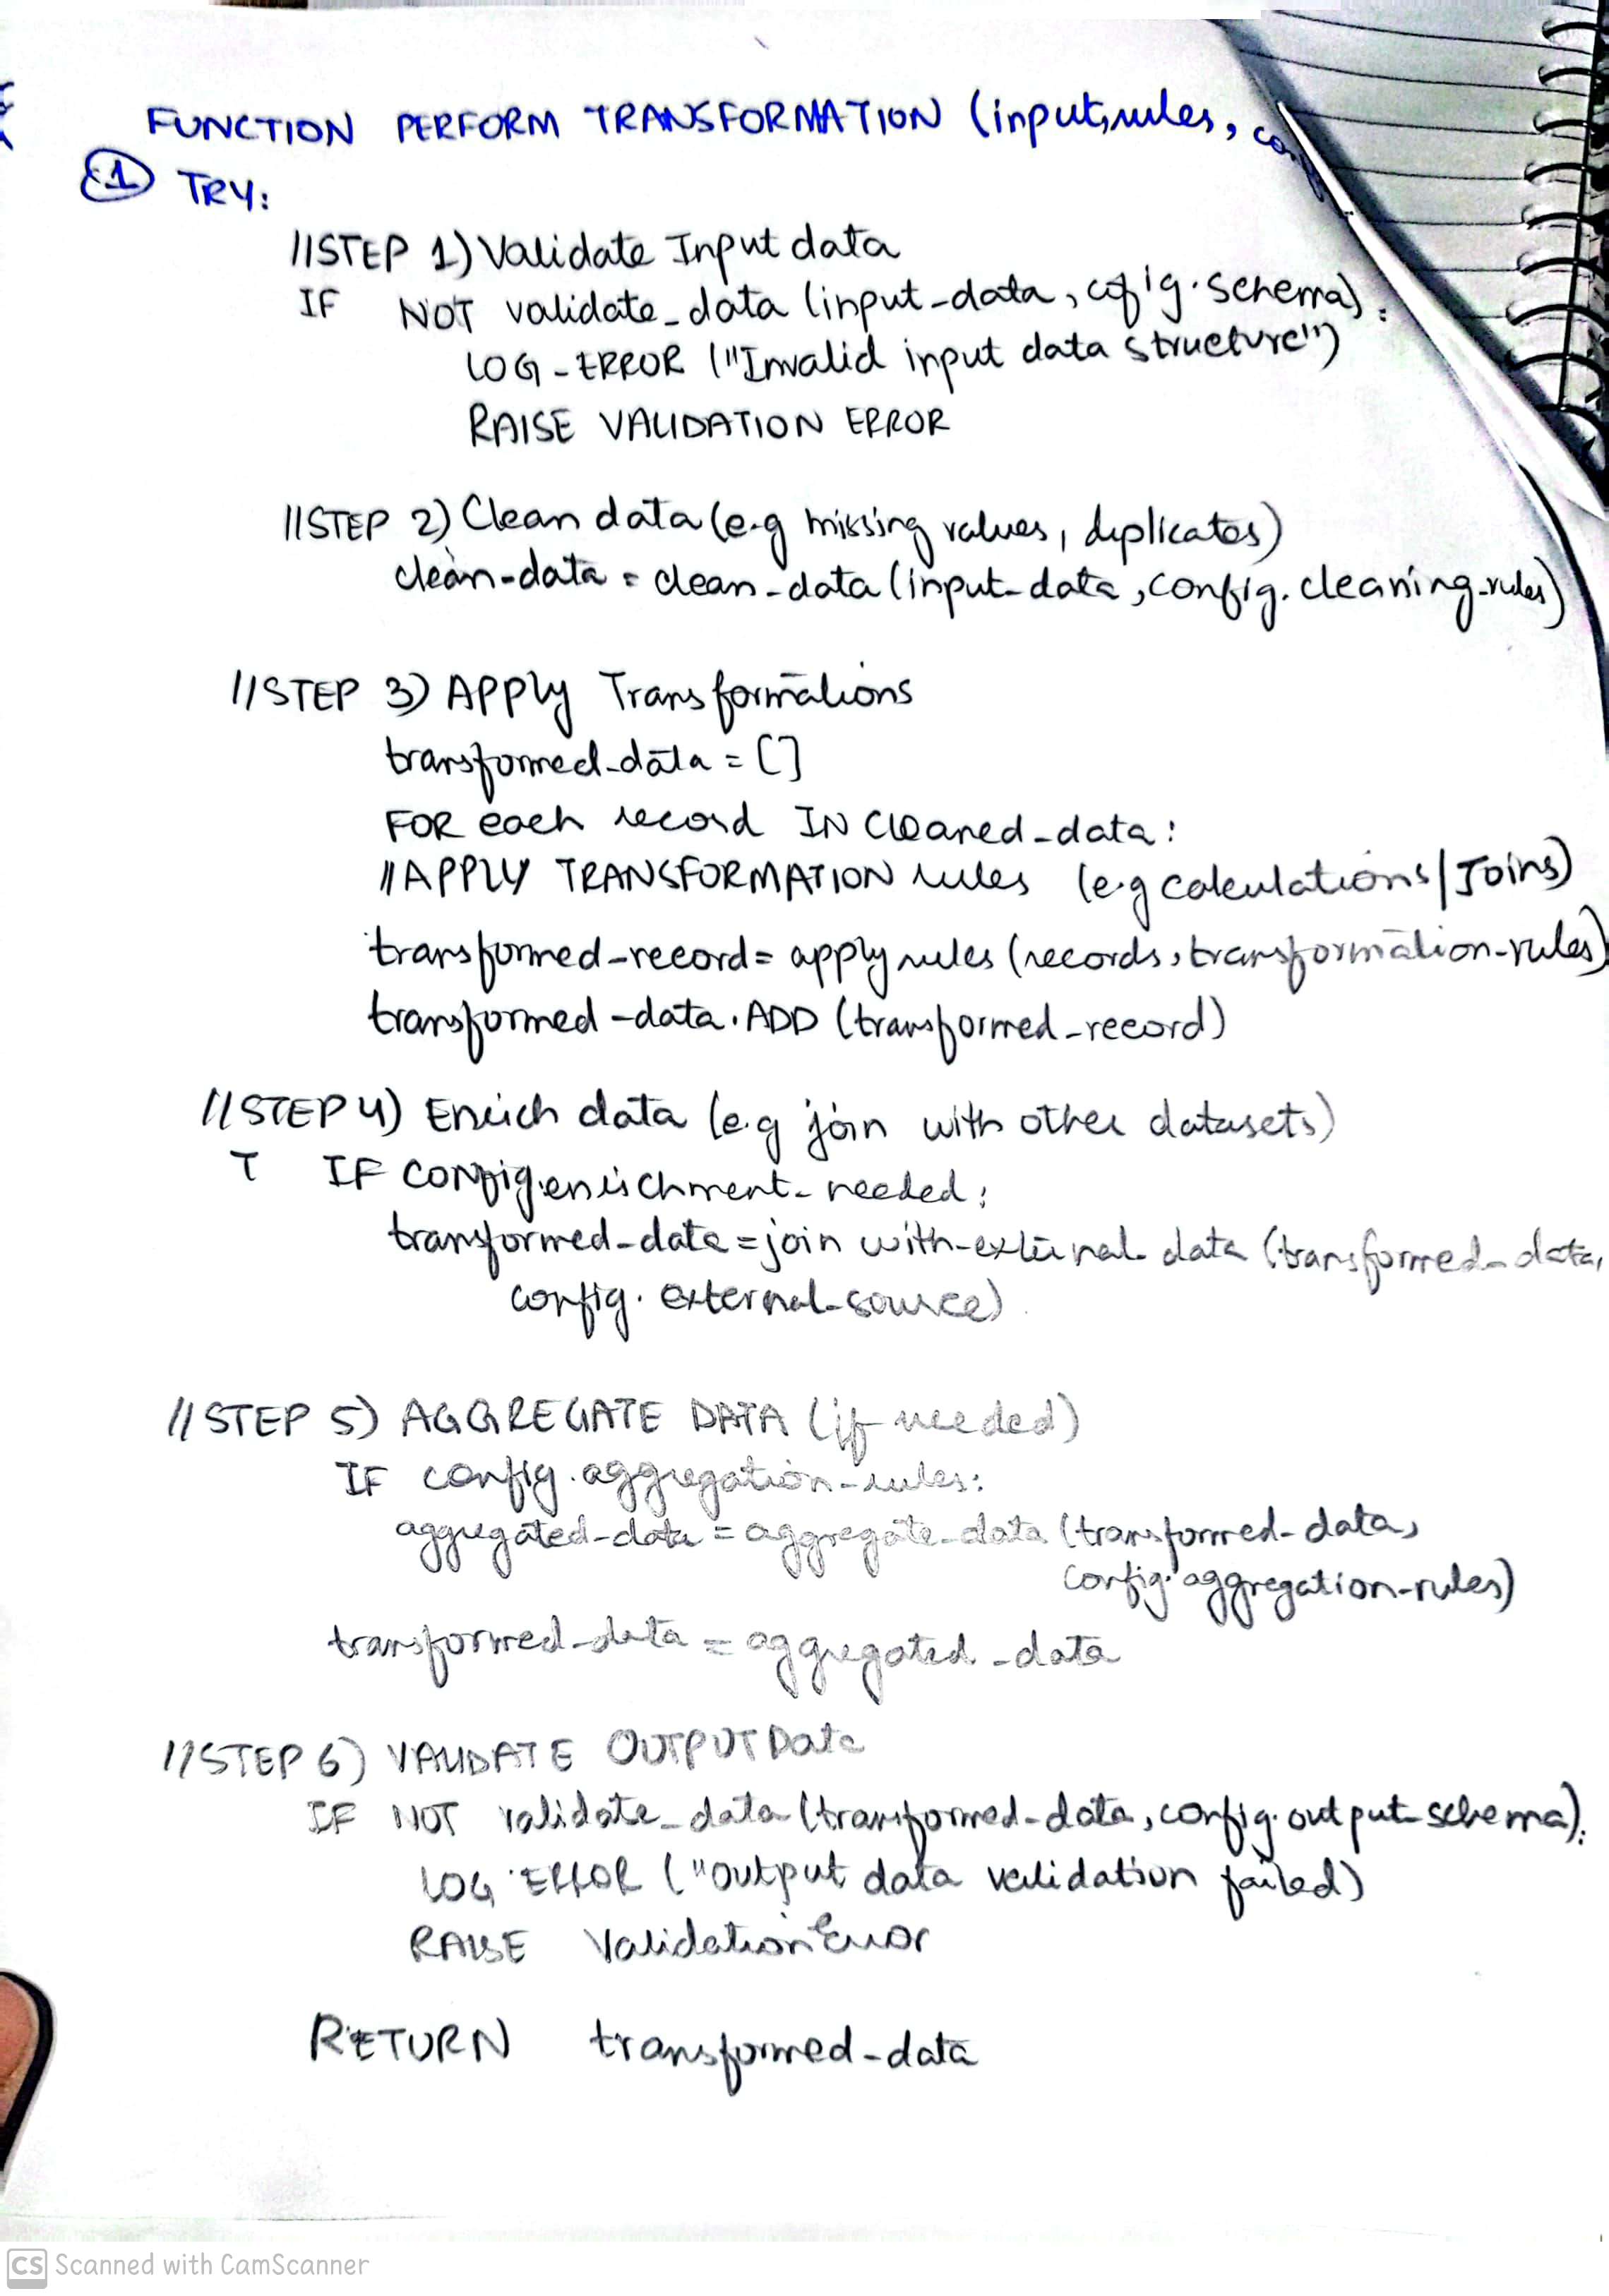 FUNCTION PERFORM TRANSFORMATION (input,rules,
E1 TRY:
//STEP 1) Validate Input data
IF NOT validate_data (input-data, cofig.schema):
LOG-ERROR ("Invalid input data structure")
RAISE VALIDATION ERROR
//STEP 2) Clean data (e.g missing values, duplicates)
clean-data = clean-data (input-data, config.cleaning-rules)
//STEP 3) APPly Transformations
transformed-data = []
FOR each record IN Cleaned-data:
//APPLY TRANSFORMATION rules (e.g calculations/Joins)
transformed-record = apply rules (records, transformation-rules)
transformed-data.ADD (transformed-record)
//STEP 4) Enrich data (e.g join with other datasets)
T IF config.enrichment-needed:
transformed-data = join with-external data (transformed-data,
config.external-source)
//STEP 5) AGGREGATE DATA (if needed)
IF config.aggregation-rules:
aggregated-data = aggregate-data (transformed-data,
config.aggregation-rules)
transformed-data = aggregated-data
//STEP 6) VALIDATE OUTPUT Data
IF NOT validate_data (transformed-data, config.output-schema):
LOG ERROR ("output data validation failed)
RAISE ValidationError
RETURN transformed-data
CS Scanned with CamScanner